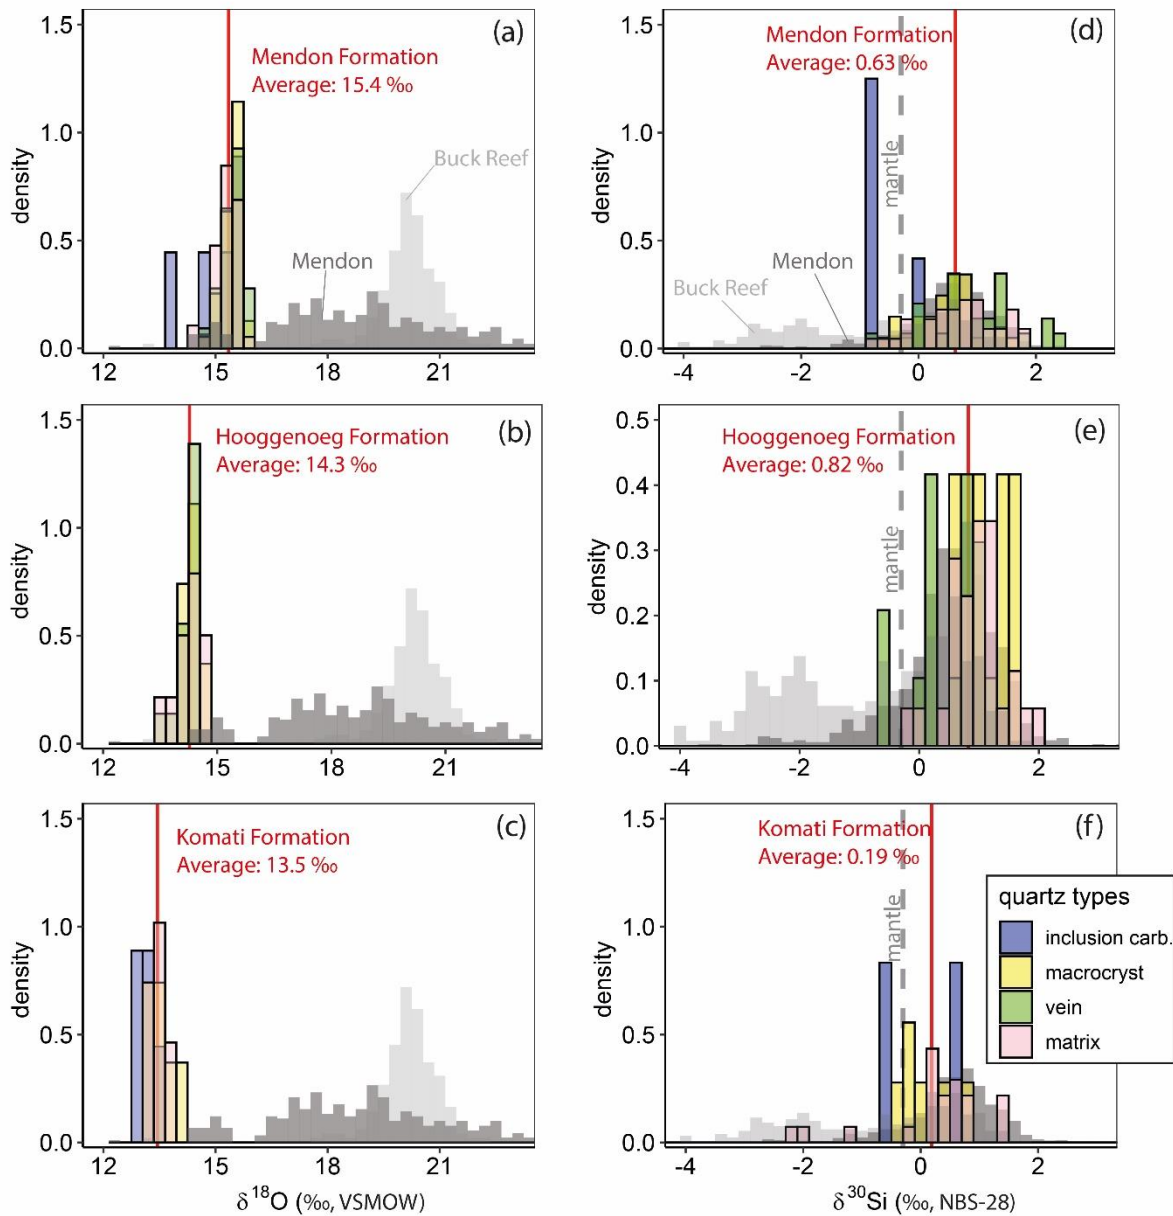 (a)
Mendon Formation
Average: 15.4 ‰
Buck Reef
Mendon
density
1.5
1.0
0.5
0.0
12
15
18
21
(d)
Mendon Formation
Average: 0.63 ‰
mantle
Mendon
Buck Reef
density
1.5
1.0
0.5
0.0
-4
-2
0
2
(b)
Hooggenoeg Formation
Average: 14.3 ‰
density
1.5
1.0
0.5
0.0
12
15
18
21
(e)
Hooggenoeg Formation
Average: 0.82 ‰
mantle
density
0.5
0.4
0.3
0.2
0.1
0.0
-4
-2
0
2
(c)
Komati Formation
Average: 13.5 ‰
density
1.5
1.0
0.5
0.0
12
15
18
21
δ18O (‰, VSMOW)
(f)
Komati Formation
Average: 0.19 ‰
mantle
density
1.5
1.0
0.5
0.0
-4
-2
0
2
δ30Si (‰, NBS-28)
quartz types
inclusion carb.
macrocryst
vein
matrix